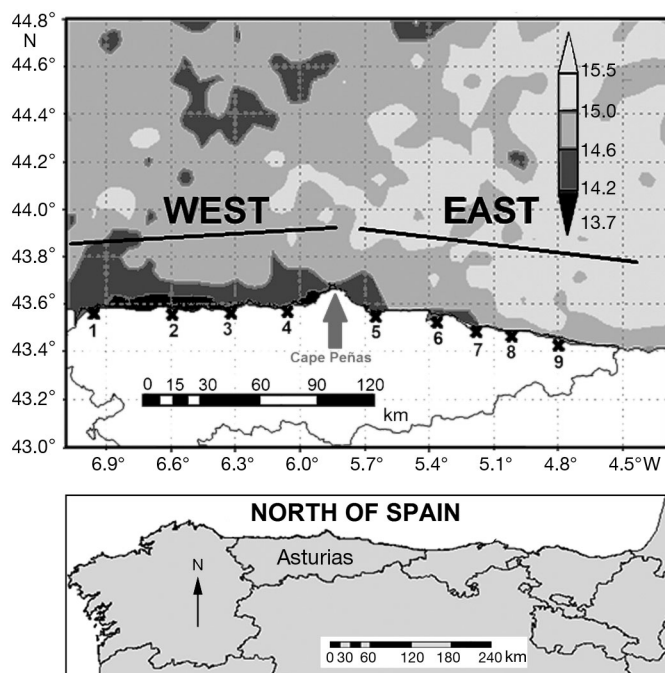 44.8°
N
44.6°
44.4°
44.2°
44.0°
43.8°
43.6°
43.4°
43.2°
43.0°
15.5
15.0
14.6
14.2
13.7
WEST EAST
1 2 3 4 5 6 7 8 9
Cape Peñas
0 15 30 60 90 120
km
6.9° 6.6° 6.3° 6.0° 5.7° 5.4° 5.1° 4.8° 4.5°W
NORTH OF SPAIN
Asturias
N
0 30 60 120 180 240 km